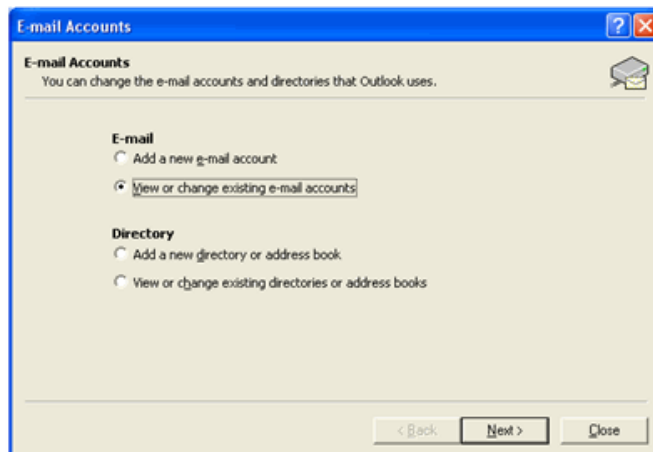 E-mail Accounts
E-mail Accounts
You can change the e-mail accounts and directories that Outlook uses.
E-mail
Add a new e-mail account
View or change existing e-mail accounts
Directory
Add a new directory or address book
View or change existing directories or address books
< Back
Next >
Close